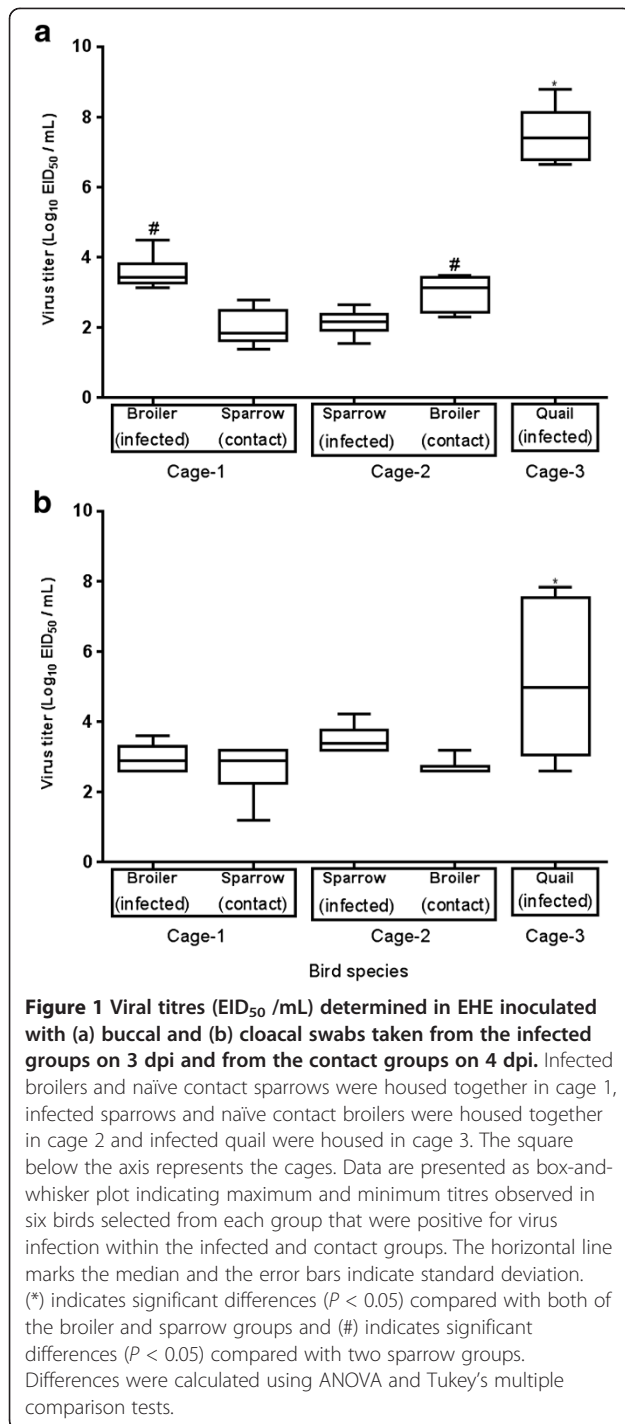 a
10
8
6
4
2
0
Virus titer (Log10 EID50 / mL)
*
#
#
Broiler Sparrow Sparrow Broiler Quail
(infected) (contact) (infected) (contact) (infected)
Cage-1 Cage-2 Cage-3
b
10
8
6
4
2
0
Virus titer (Log10 EID50 / mL)
*
Broiler Sparrow Sparrow Broiler Quail
(infected) (contact) (infected) (contact) (infected)
Cage-1 Cage-2 Cage-3
Bird species
Figure 1 Viral titres (EID50 /mL) determined in EHE inoculated
with (a) buccal and (b) cloacal swabs taken from the infected
groups on 3 dpi and from the contact groups on 4 dpi. Infected
broilers and naïve contact sparrows were housed together in cage 1,
infected sparrows and naïve contact broilers were housed together
in cage 2 and infected quail were housed in cage 3. The square
below the axis represents the cages. Data are presented as box-and-
whisker plot indicating maximum and minimum titres observed in
six birds selected from each group that were positive for virus
infection within the infected and contact groups. The horizontal line
marks the median and the error bars indicate standard deviation.
(*) indicates significant differences (P < 0.05) compared with both of
the broiler and sparrow groups and (#) indicates significant
differences (P < 0.05) compared with two sparrow groups.
Differences were calculated using ANOVA and Tukey's multiple
comparison tests.